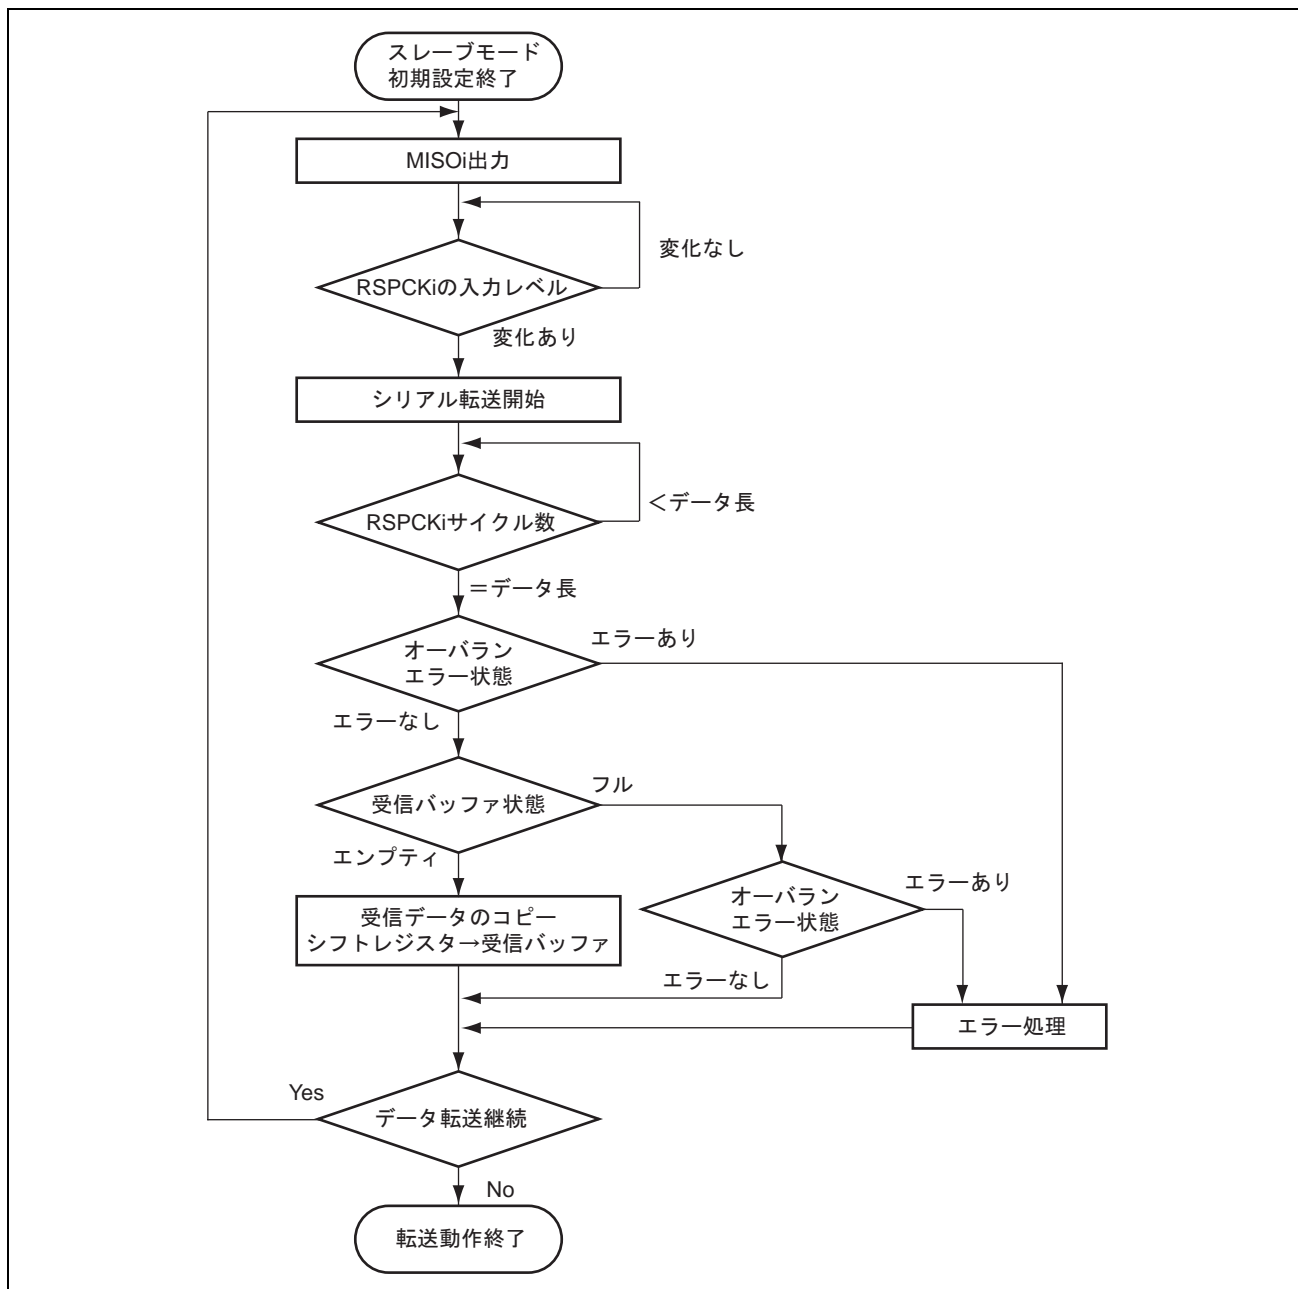 スレーブモード
初期設定終了
MISOi出力
変化なし
RSPCKiの入力レベル
変化あり
シリアル転送開始
＜データ長
RSPCKiサイクル数
＝データ長
エラーあり
オーバラン
エラー状態
エラーなし
フル
受信バッファ状態
エンプティ
エラーあり
オーバラン
エラー状態
受信データのコピー
シフトレジスタ→受信バッファ
エラーなし
エラー処理
Yes
データ転送継続
No
転送動作終了